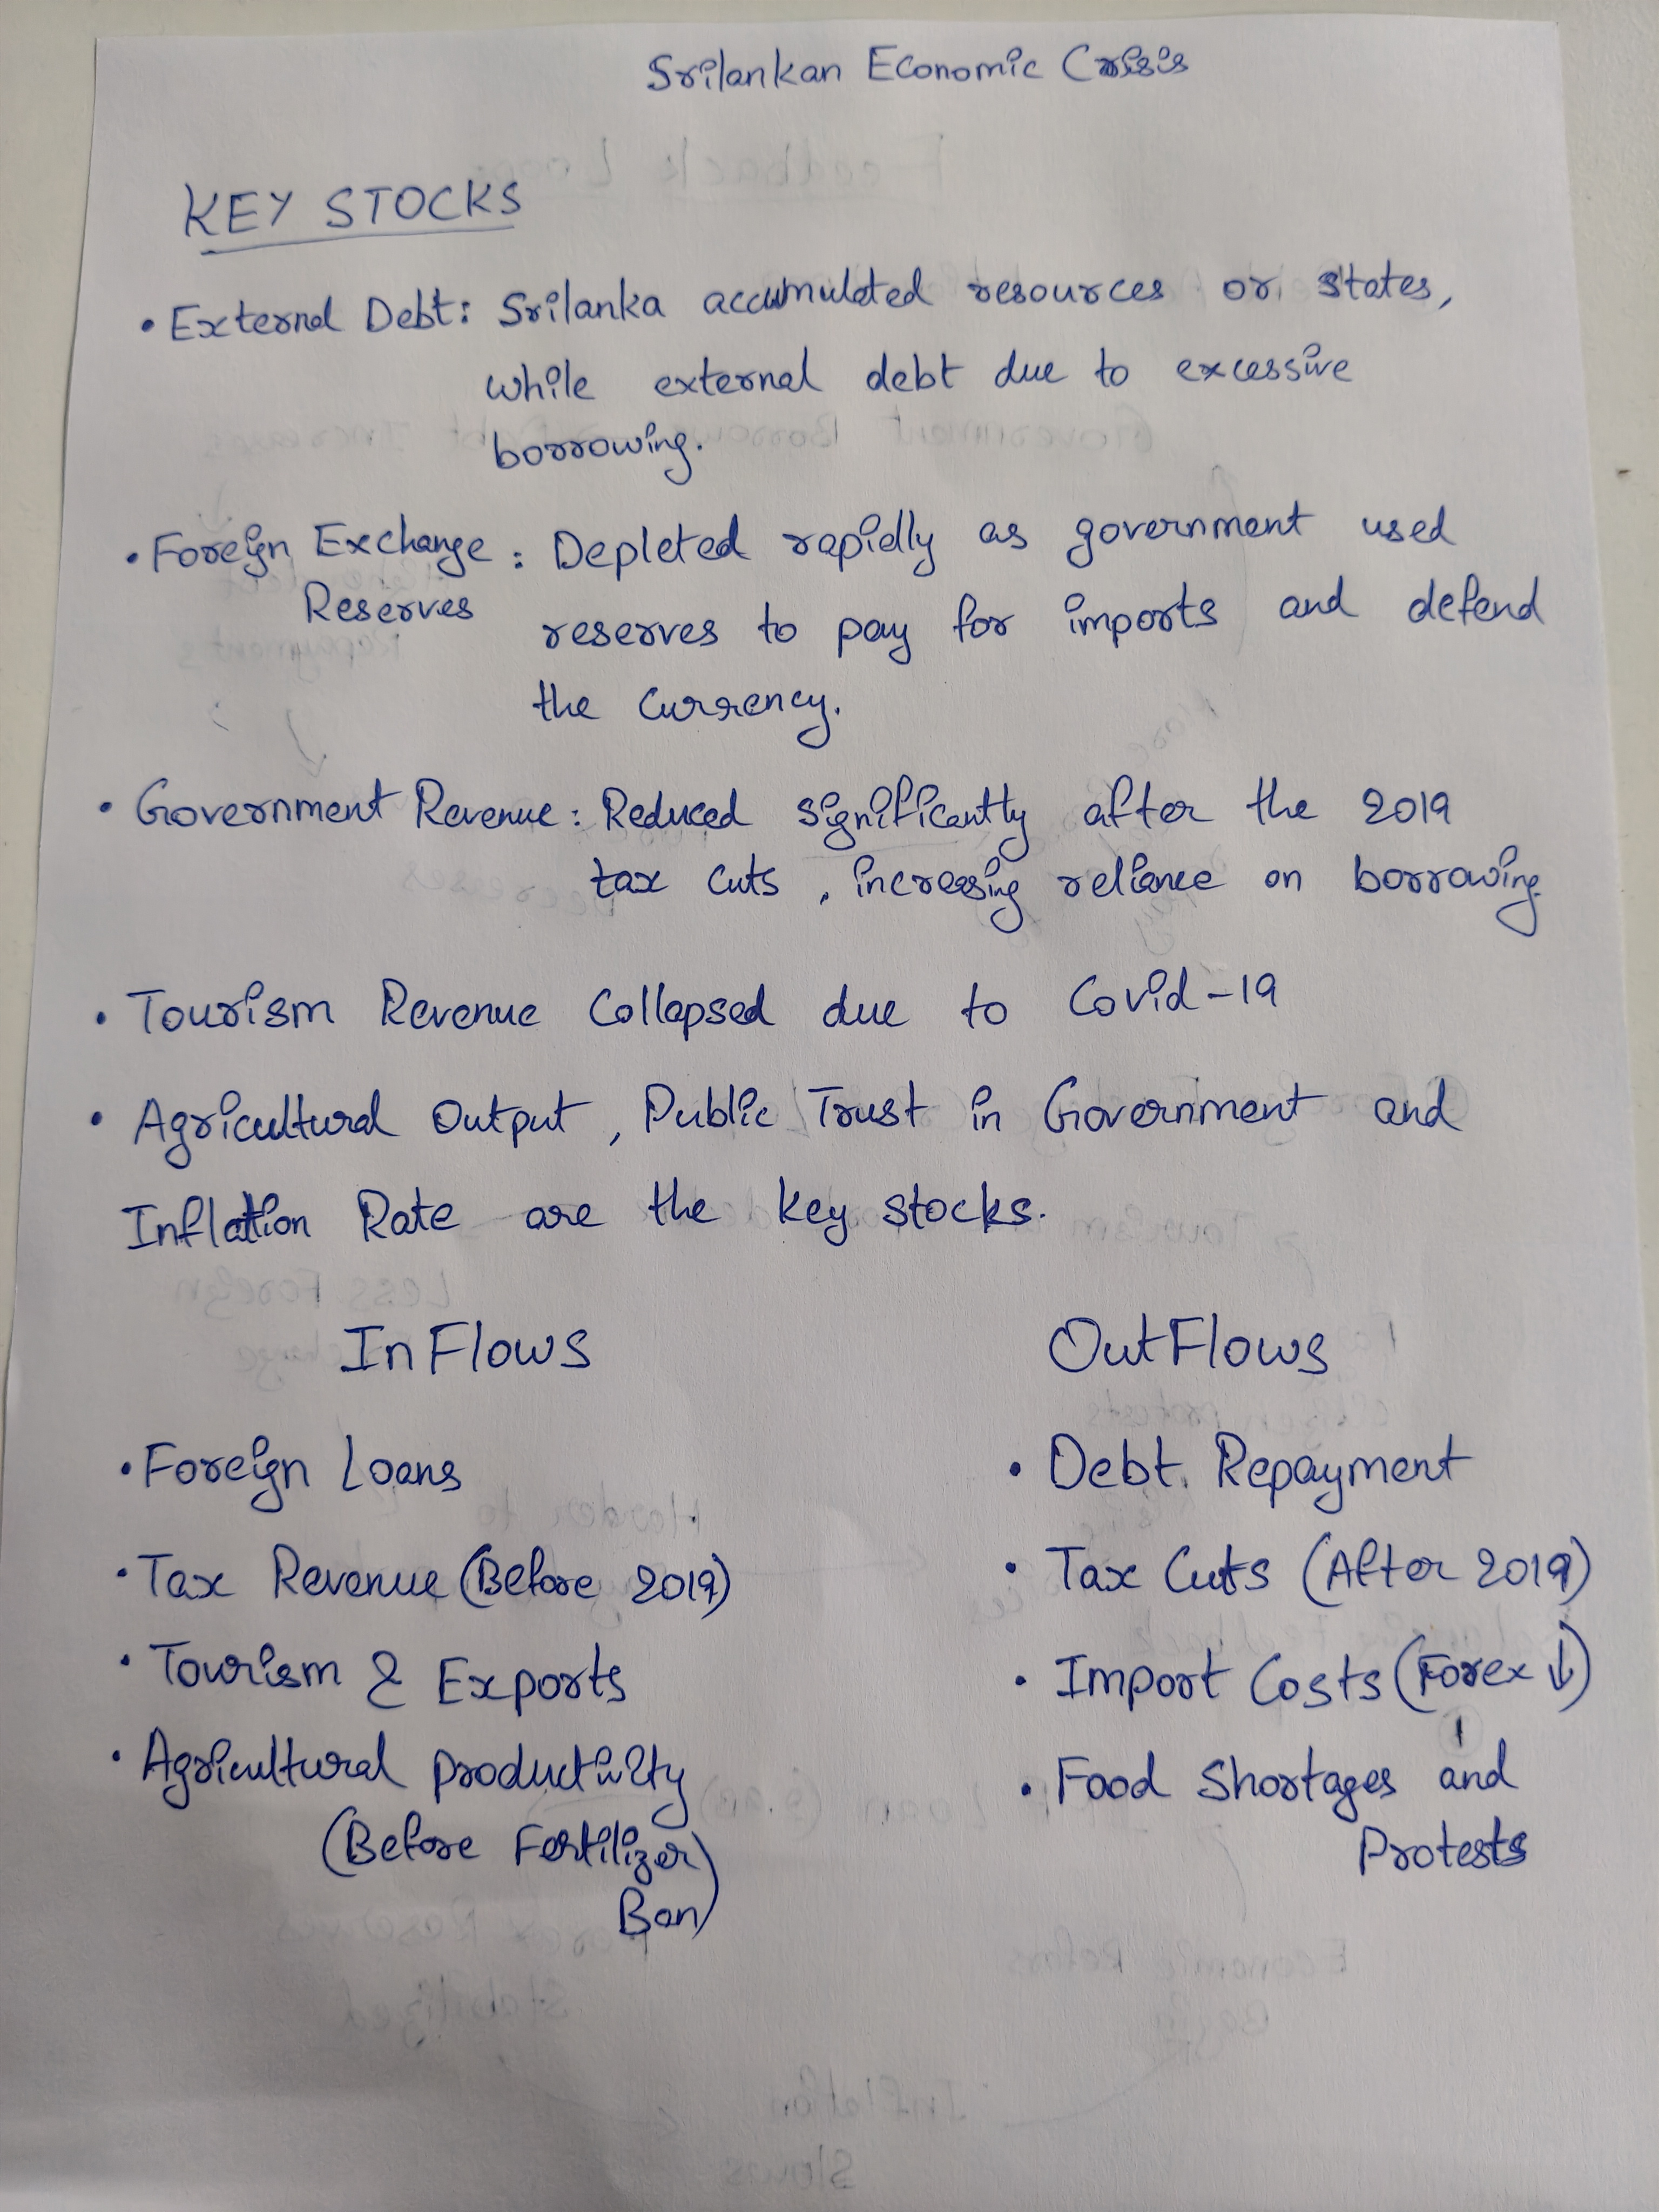 Srilankan Economic Crisis
KEY STOCKS
• External Debt: Srilanka accumulated resources or states,
while external debt due to excessive
borrowing.
• Foreign Exchange : Depleted rapidly as government used
Reserves reserves to pay for imports and defend
the currency.
• Government Revenue: Reduced significantly after the 2019
tax cuts, increasing reliance on borrowing.
• Tourism Revenue Collapsed due to Covid-19
• Agricultural Output, Public Trust in Government and
Inflation Rate are the key stocks.
InFlows
• Foreign Loans
• Tax Revenue (Before 2019)
• Tourism & Exports
• Agricultural productivity
(Before Fertilizer
Ban)
OutFlows
• Debt Repayment
• Tax Cuts (After 2019)
• Import Costs (Forex ↓)
• Food Shortages and
Protests